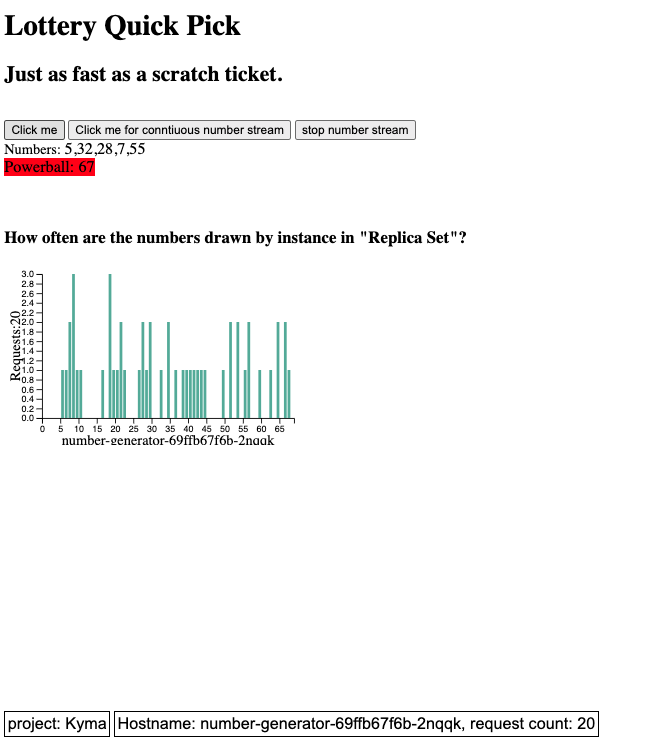 Lottery Quick Pick
Just as fast as a scratch ticket.
Click me Click me for conntiuous number stream stop number stream
Numbers: 5,32,28,7,55
Powerball: 67
How often are the numbers drawn by instance in "Replica Set"?
3.0
2.8
2.6
2.4
2.2
2.0
1.8
1.6
1.4
1.2
1.0
0.8
0.6
0.4
0.2
0.0
Requests:20
0 5 10 15 20 25 30 35 40 45 50 55 60 65
number-generator-69ffb67f6b-2nqqk
project: Kyma Hostname: number-generator-69ffb67f6b-2nqqk, request count: 20